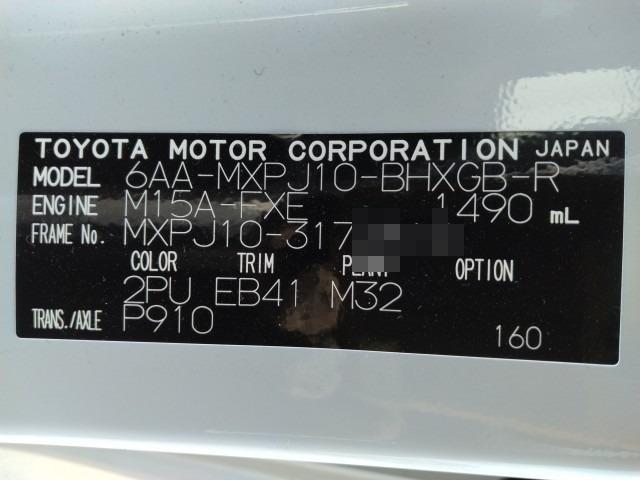 TOYOTA MOTOR CORPORATION JAPAN
MODEL 6AA-MXPJ10-BHXGB-R
ENGINE M15A-FXE 1490 mL
FRAME No. MXPJ10-317
COLOR TRIM PLANT OPTION
2PU EB41 M32
TRANS./AXLE P910 160